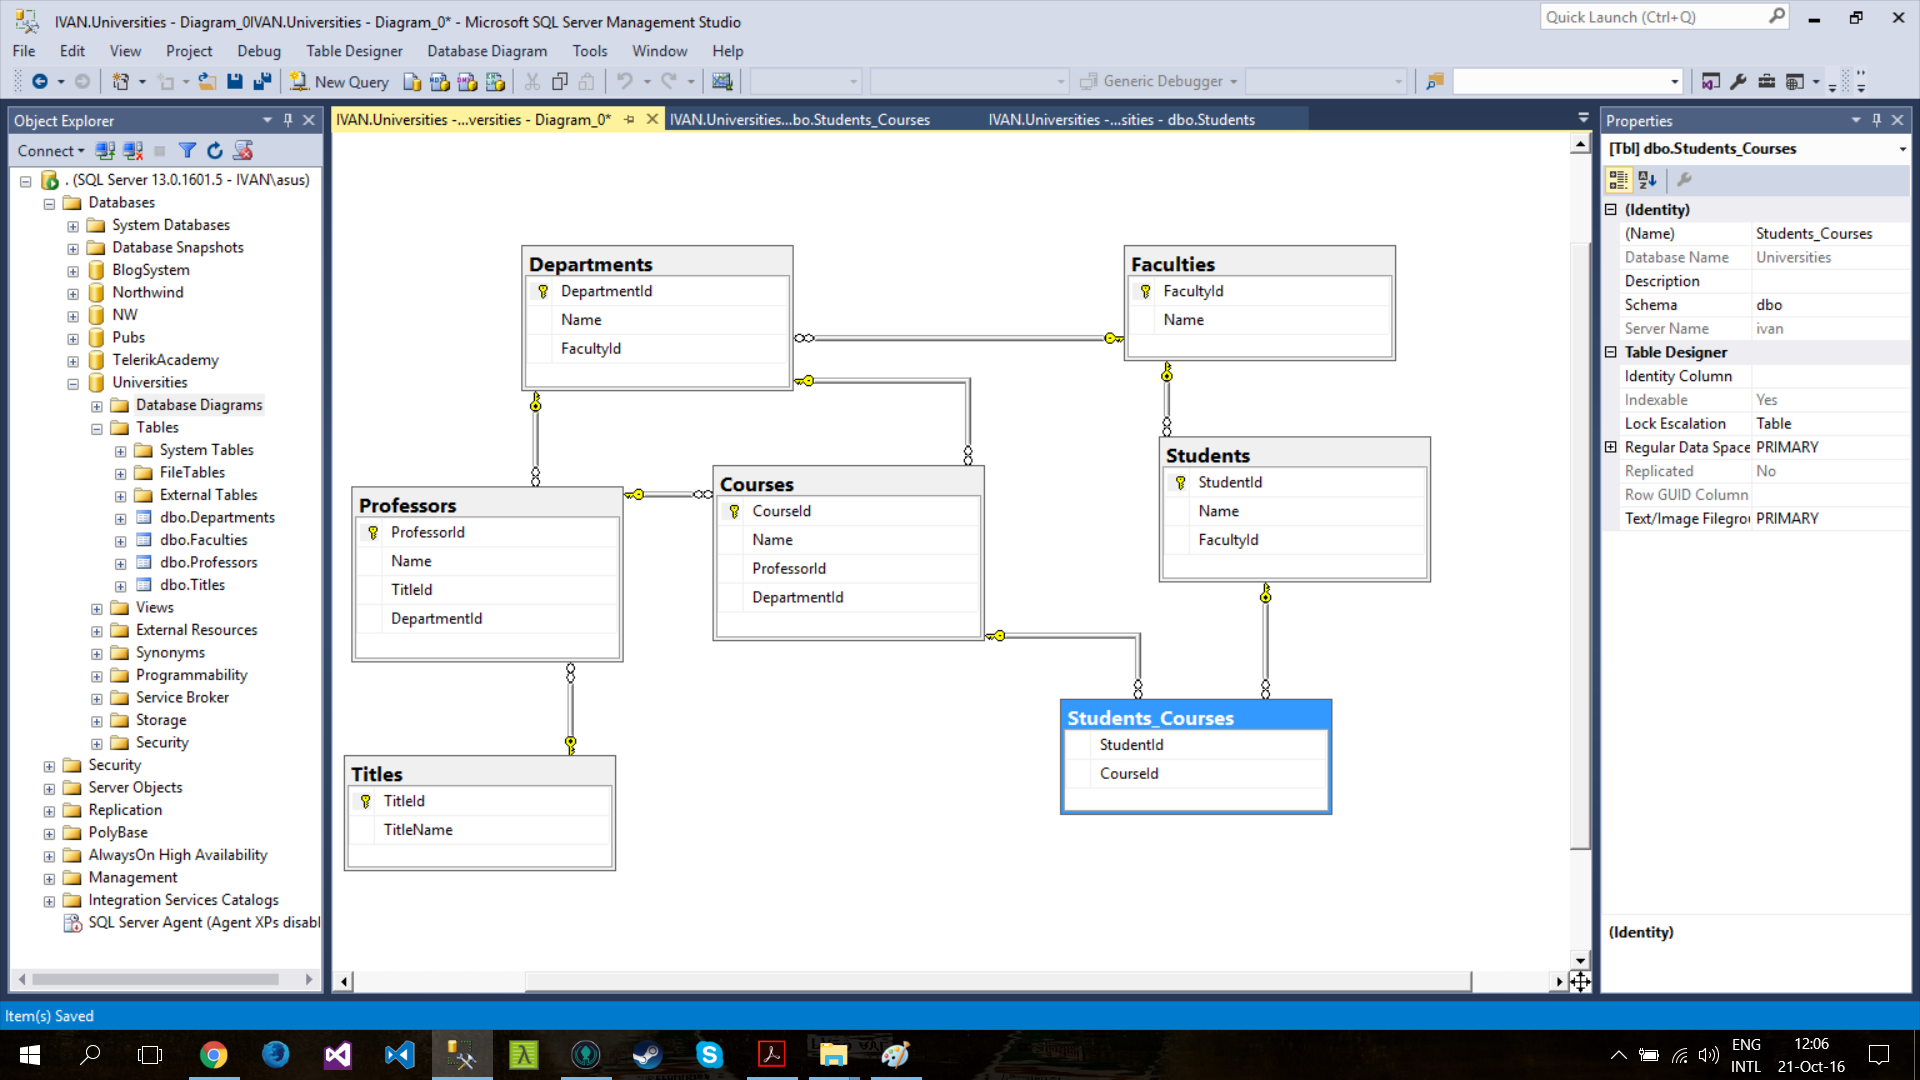 IVAN.Universities - Diagram_0IVAN.Universities - Diagram_0* - Microsoft SQL Server Management Studio
Quick Launch (Ctrl+Q)
File Edit View Project Debug Table Designer Database Diagram Tools Window Help
New Query
Generic Debugger
Object Explorer
Connect
. (SQL Server 13.0.1601.5 - IVAN\asus)
Databases
System Databases
Database Snapshots
BlogSystem
Northwind
NW
Pubs
TelerikAcademy
Universities
Database Diagrams
Tables
System Tables
FileTables
External Tables
dbo.Departments
dbo.Faculties
dbo.Professors
dbo.Titles
Views
External Resources
Synonyms
Programmability
Service Broker
Storage
Security
Security
Server Objects
Replication
PolyBase
AlwaysOn High Availability
Management
Integration Services Catalogs
SQL Server Agent (Agent XPs disabl
IVAN.Universities -...versities - Diagram_0*
IVAN.Universities...bo.Students_Courses
IVAN.Universities -...sities - dbo.Students
Departments
DepartmentId
Name
FacultyId
Faculties
FacultyId
Name
Professors
ProfessorId
Name
TitleId
DepartmentId
Courses
CourseId
Name
ProfessorId
DepartmentId
Students
StudentId
Name
FacultyId
Titles
TitleId
TitleName
Students_Courses
StudentId
CourseId
Properties
[Tbl] dbo.Students_Courses
(Identity)
(Name) Students_Courses
Database Name Universities
Description
Schema dbo
Server Name ivan
Table Designer
Identity Column
Indexable Yes
Lock Escalation Table
Regular Data Space PRIMARY
Replicated No
Row GUID Column
Text/Image Filegrou PRIMARY
(Identity)
Item(s) Saved
ENG
INTL
12:06
21-Oct-16